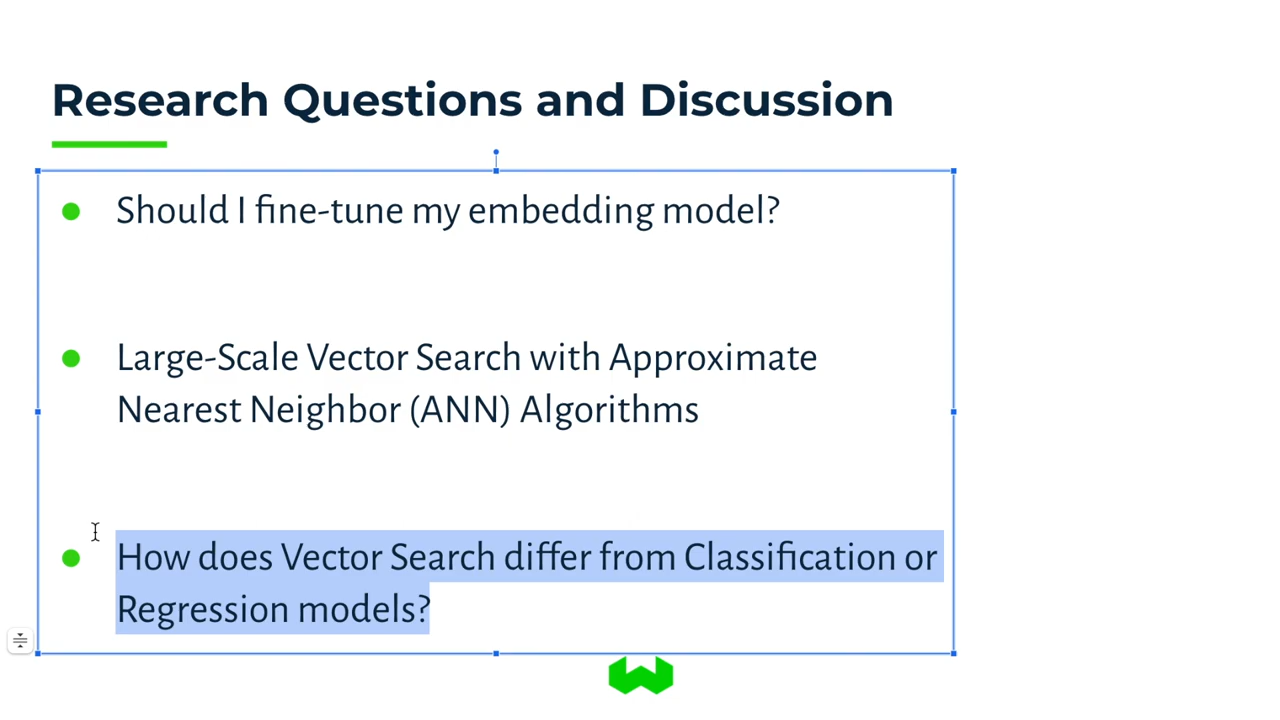 Research Questions and Discussion
Should I fine-tune my embedding model?
Large-Scale Vector Search with Approximate
Nearest Neighbor (ANN) Algorithms
How does Vector Search differ from Classification or
Regression models?